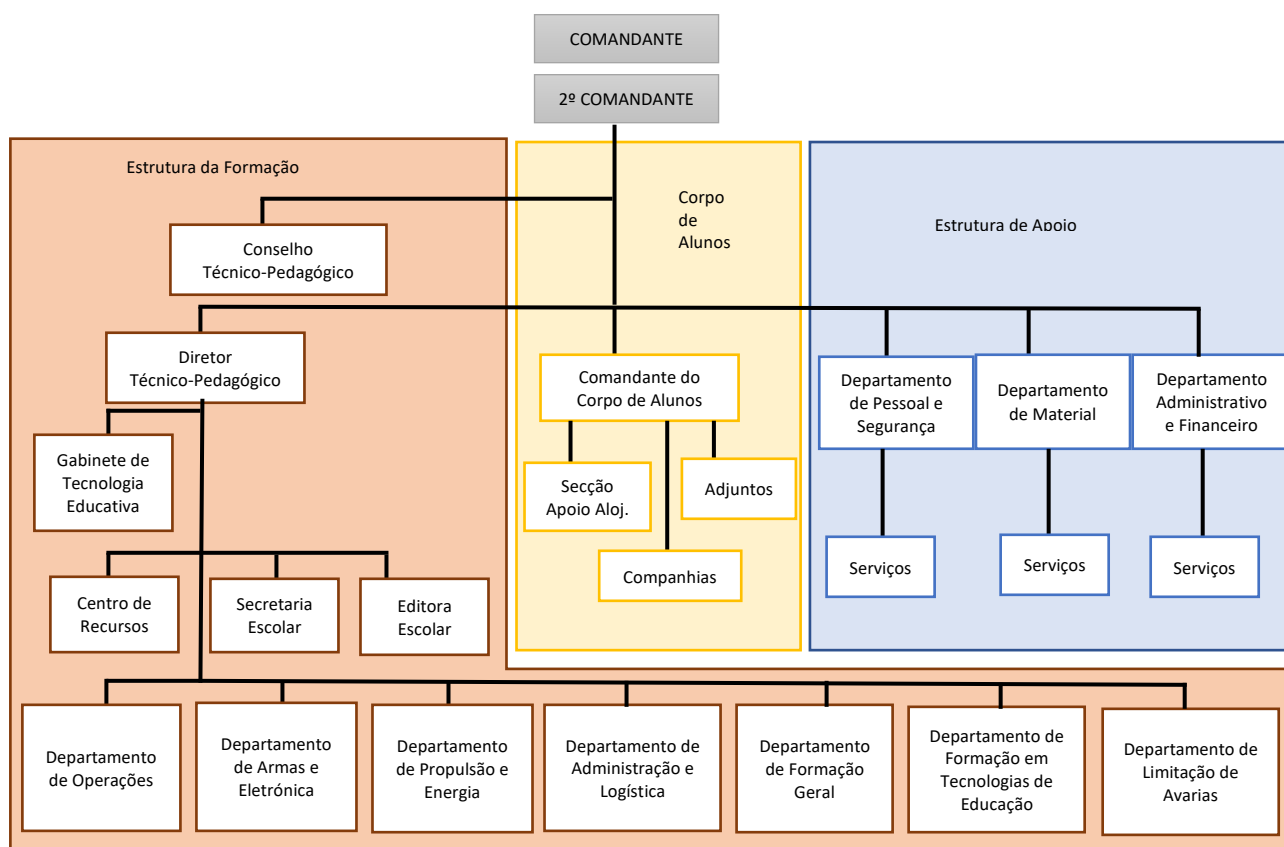 COMANDANTE
2º COMANDANTE
Estrutura da Formação
Corpo
de
Alunos
Estrutura de Apoio
Conselho
Técnico-Pedagógico
Diretor
Técnico-Pedagógico
Comandante do
Corpo de Alunos
Departamento
de Pessoal e
Segurança
Departamento
de Material
Departamento
Administrativo
e Financeiro
Gabinete de
Tecnologia
Educativa
Secção
Apoio Aloj.
Adjuntos
Companhias
Serviços
Serviços
Serviços
Centro de
Recursos
Secretaria
Escolar
Editora
Escolar
Departamento
de Operações
Departamento
de Armas e
Eletrónica
Departamento
de Propulsão e
Energia
Departamento de
Administração e
Logística
Departamento
de Formação
Geral
Departamento de
Formação em
Tecnologias de
Educação
Departamento de
Limitação de
Avarias